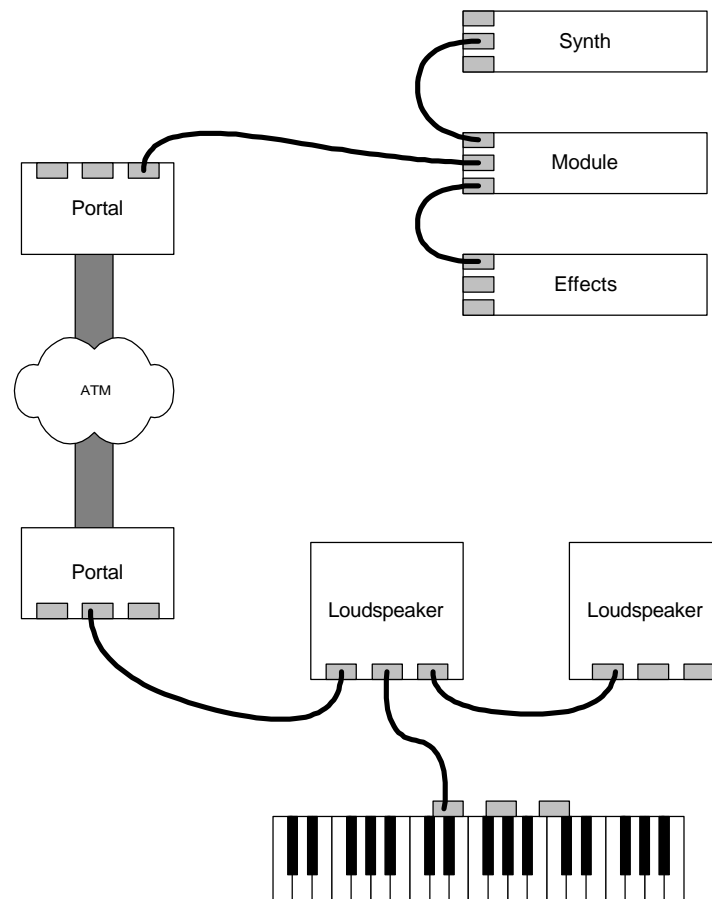 Synth
Module
Portal
Effects
ATM
Portal
Loudspeaker
Loudspeaker